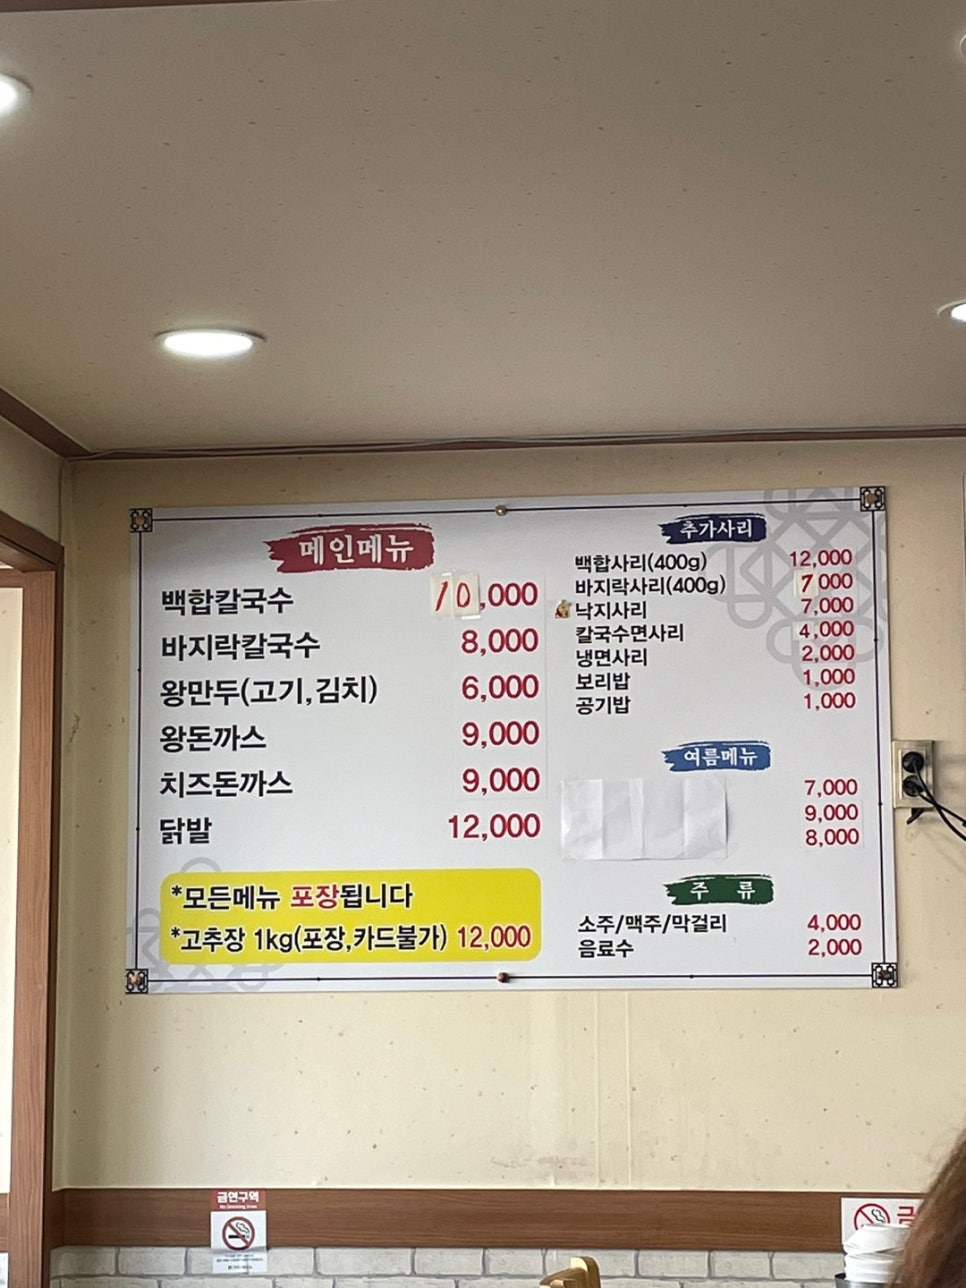 메인메뉴
백합칼국수 10,000
바지락칼국수 8,000
왕만두(고기,김치) 6,000
왕돈까스 9,000
치즈돈까스 9,000
닭발 12,000
*모든메뉴 포장됩니다
*고추장 1kg(포장,카드불가) 12,000
추가사리
백합사리(400g) 12,000
바지락사리(400g) 7000
낙지사리 7,000
칼국수면사리 4,000
냉면사리 2,000
보리밥 1,000
공기밥 1,000
여름메뉴
7,000
9,000
8,000
주 류
소주/맥주/막걸리 4,000
음료수 2,000
금연구역
No Smoking Area
금